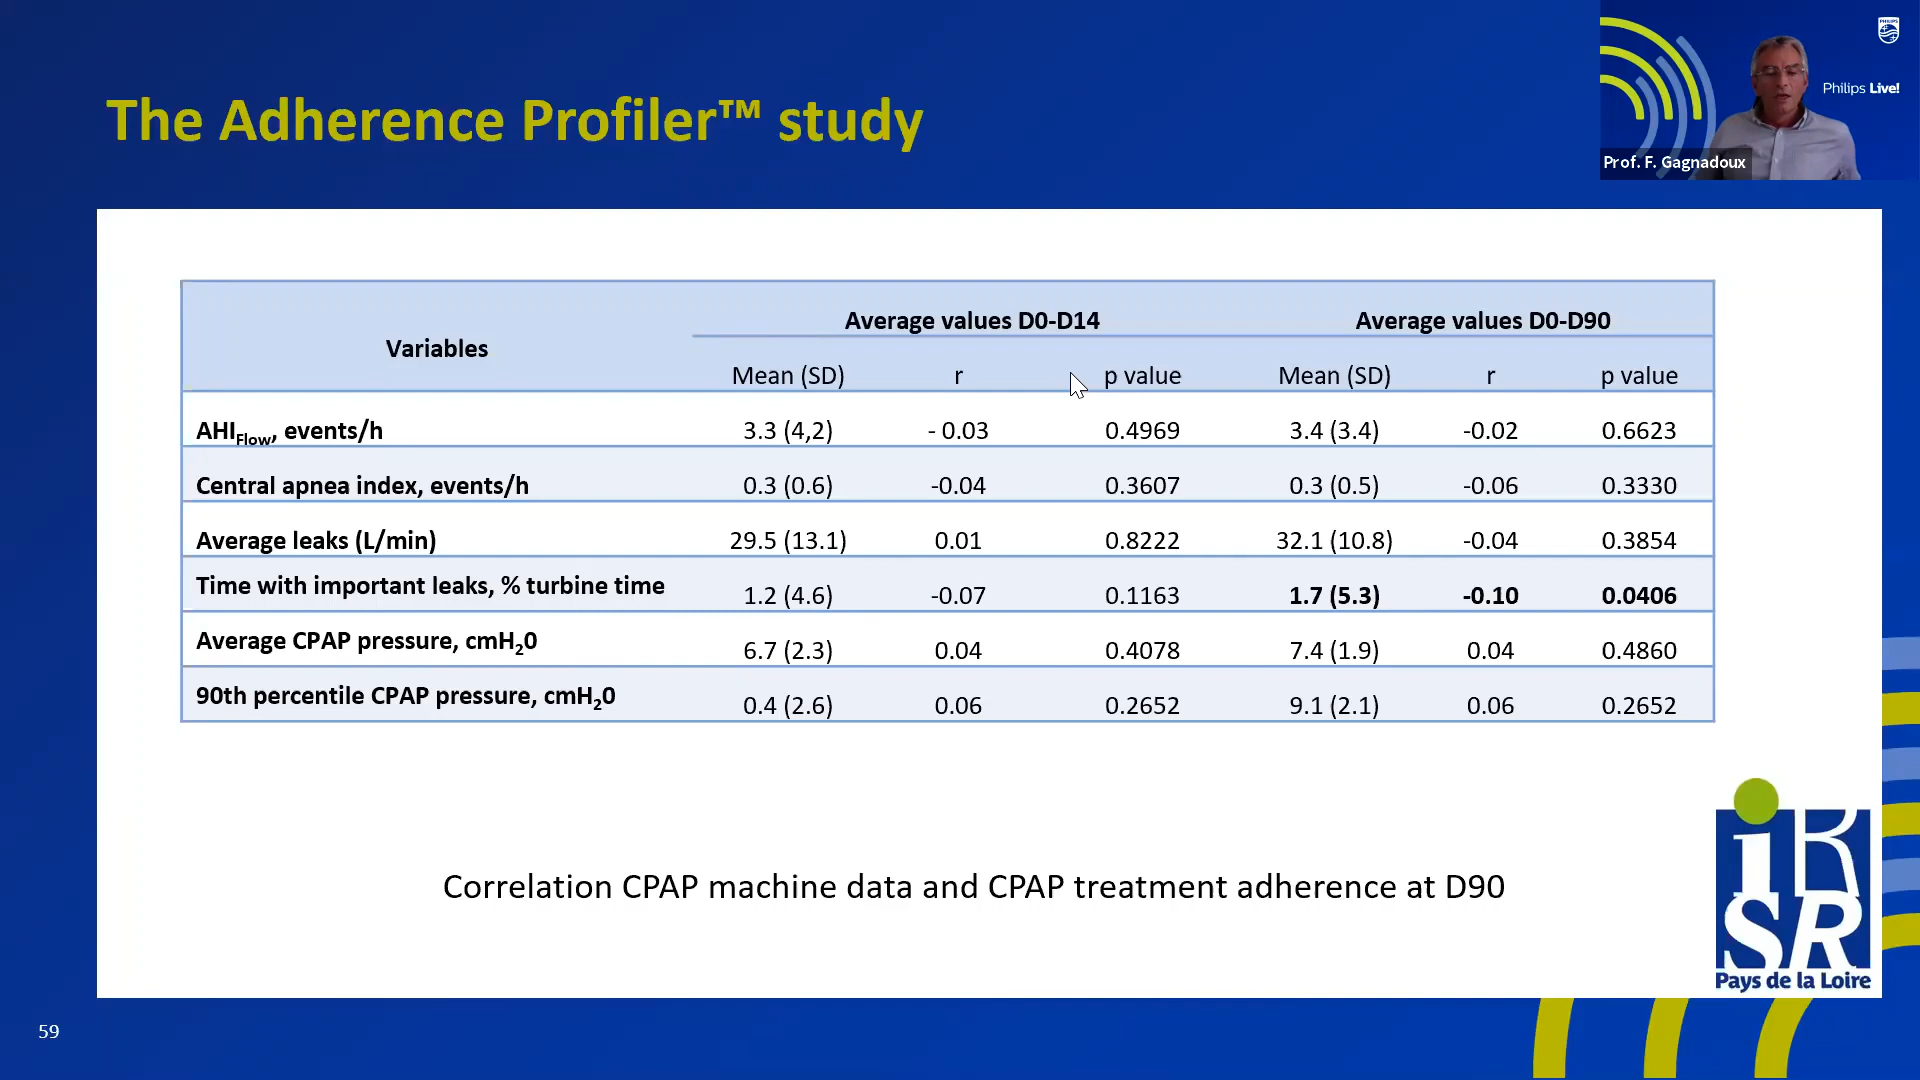 The Adherence Profiler™ study
PHILIPS
Philips Live!
Prof. F. Gagnadoux
Variables
Average values D0-D14
Average values D0-D90
Mean (SD) r p value Mean (SD) r p value
AHIFlow, events/h 3.3 (4,2) - 0.03 0.4969 3.4 (3.4) -0.02 0.6623
Central apnea index, events/h 0.3 (0.6) -0.04 0.3607 0.3 (0.5) -0.06 0.3330
Average leaks (L/min) 29.5 (13.1) 0.01 0.8222 32.1 (10.8) -0.04 0.3854
Time with important leaks, % turbine time 1.2 (4.6) -0.07 0.1163 1.7 (5.3) -0.10 0.0406
Average CPAP pressure, cmH20 6.7 (2.3) 0.04 0.4078 7.4 (1.9) 0.04 0.4860
90th percentile CPAP pressure, cmH20 0.4 (2.6) 0.06 0.2652 9.1 (2.1) 0.06 0.2652
Correlation CPAP machine data and CPAP treatment adherence at D90
iR
SR
Pays de la Loire
59